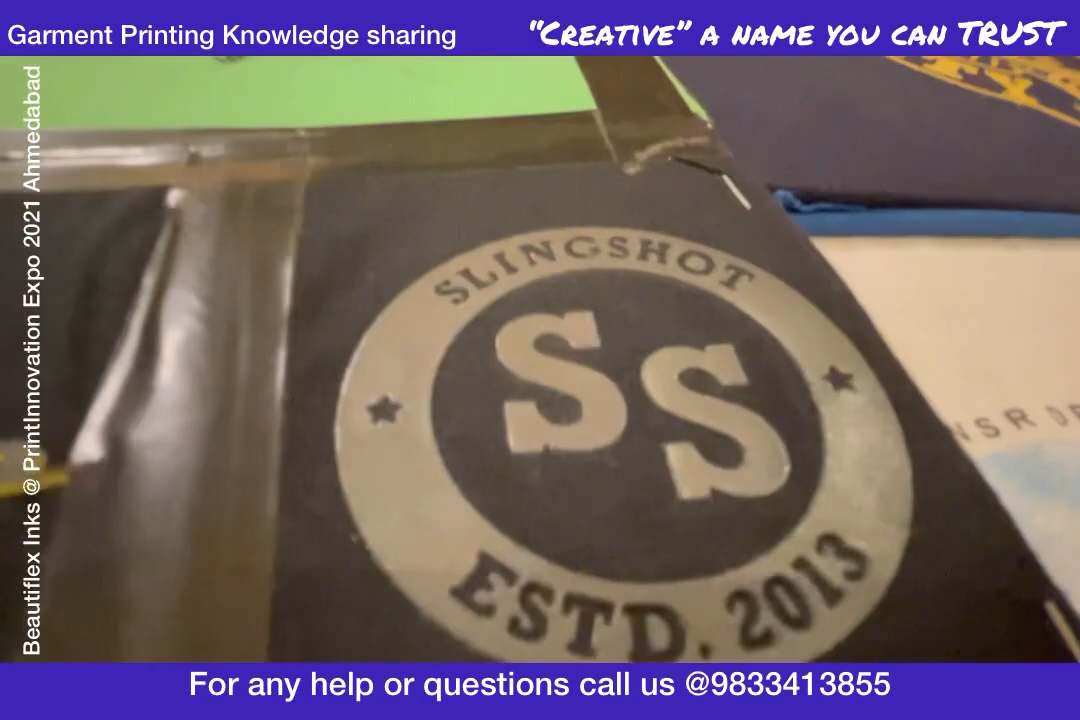 Garment Printing Knowledge sharing
“CREATIVE” A NAME YOU CAN TRUST
Beautiflex Inks @ PrintInnovation Expo 2021 Ahmedabad
SLINGSHOT
SS
ESTD. 2013
NSR
For any help or questions call us @9833413855